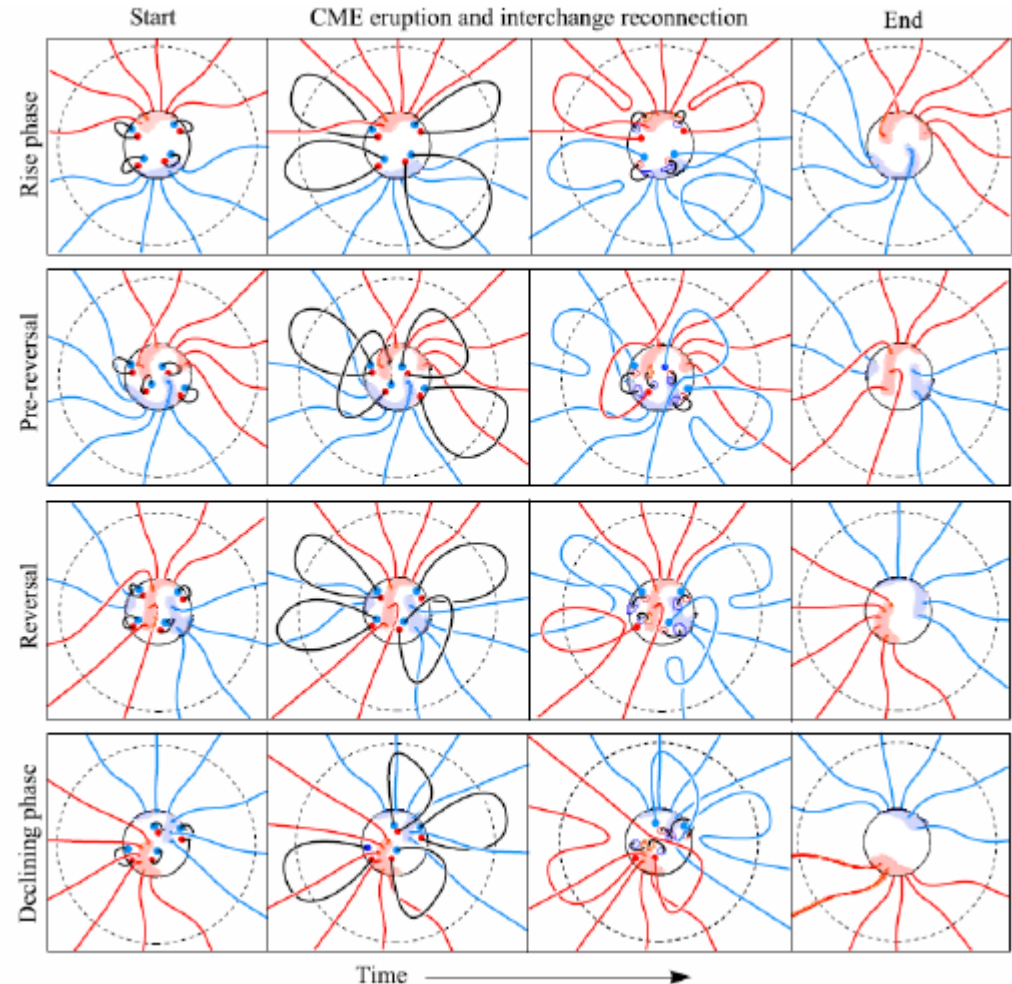 Start
CME eruption and interchange reconnection
End
Rise phase
Pre-reversal
Reversal
Declining phase
Time